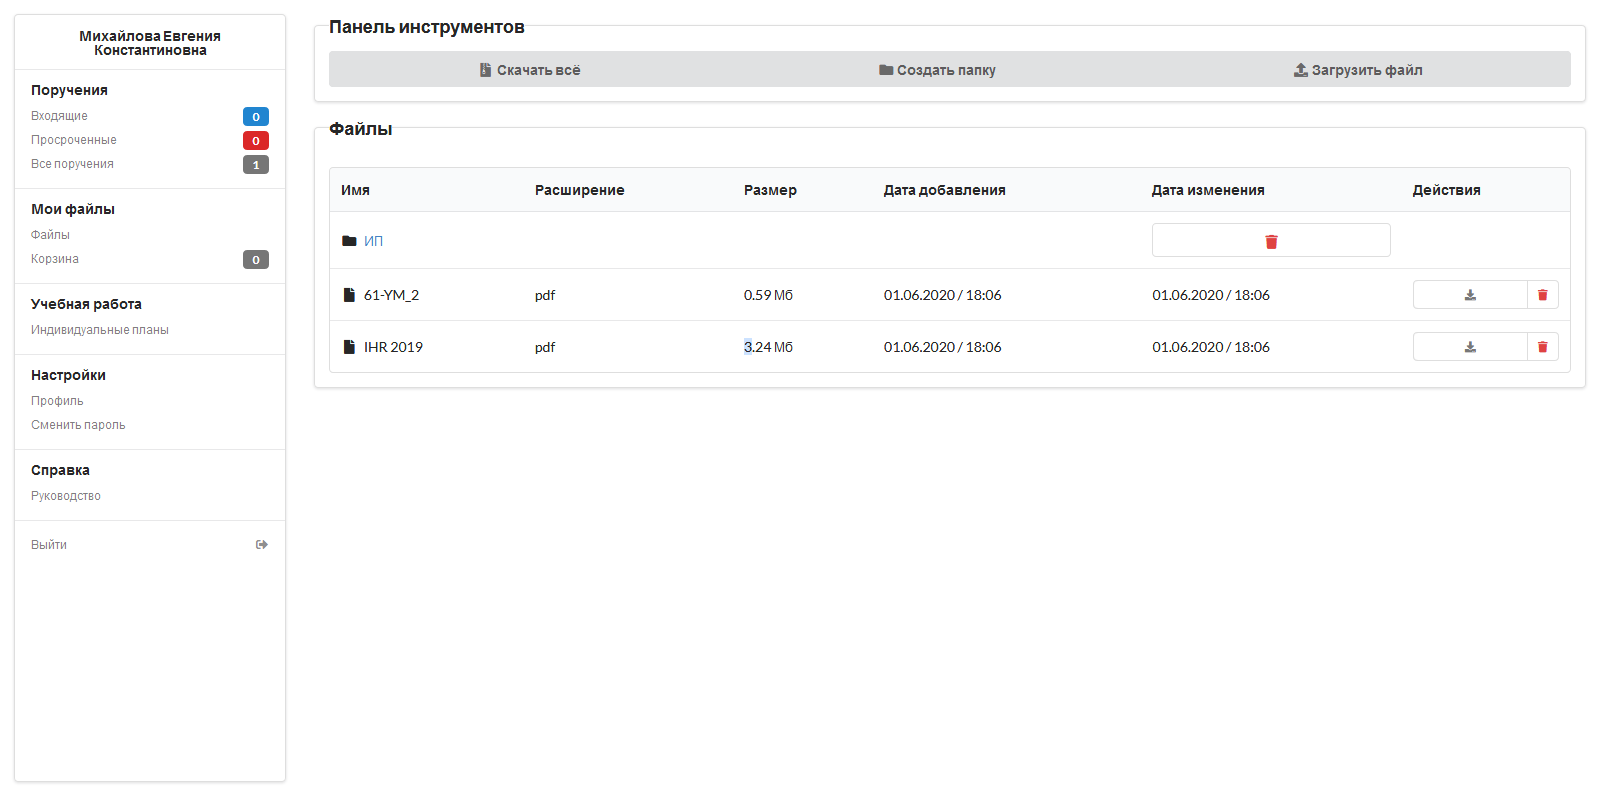 Михайлова Евгения
Константиновна
Поручения
Входящие 0
Просроченные 0
Все поручения 1
Мои файлы
Файлы
Корзина 0
Учебная работа
Индивидуальные планы
Настройки
Профиль
Сменить пароль
Справка
Руководство
Выйти
Панель инструментов
Скачать всё Создать папку Загрузить файл
Файлы
Имя Расширение Размер Дата добавления Дата изменения Действия
ИП
61-YM_2 pdf 0.59 Мб 01.06.2020 / 18:06 01.06.2020 / 18:06
IHR 2019 pdf 3.24 Мб 01.06.2020 / 18:06 01.06.2020 / 18:06